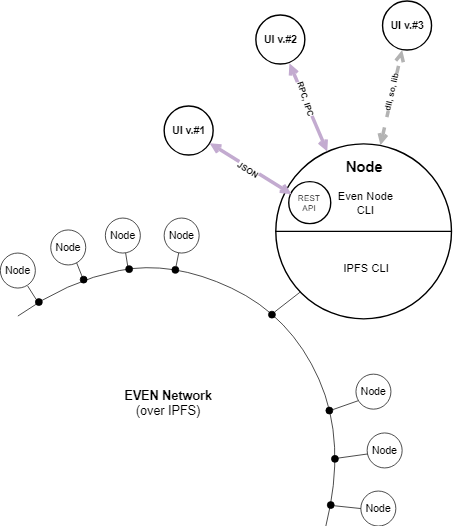 UI v.#2
UI v.#3
UI v.#1
RPC, IPC
dll, so, lib
JSON
Node
REST
API
Even Node
CLI
IPFS CLI
Node
Node
Node
Node
EVEN Network
(over IPFS)
Node
Node
Node